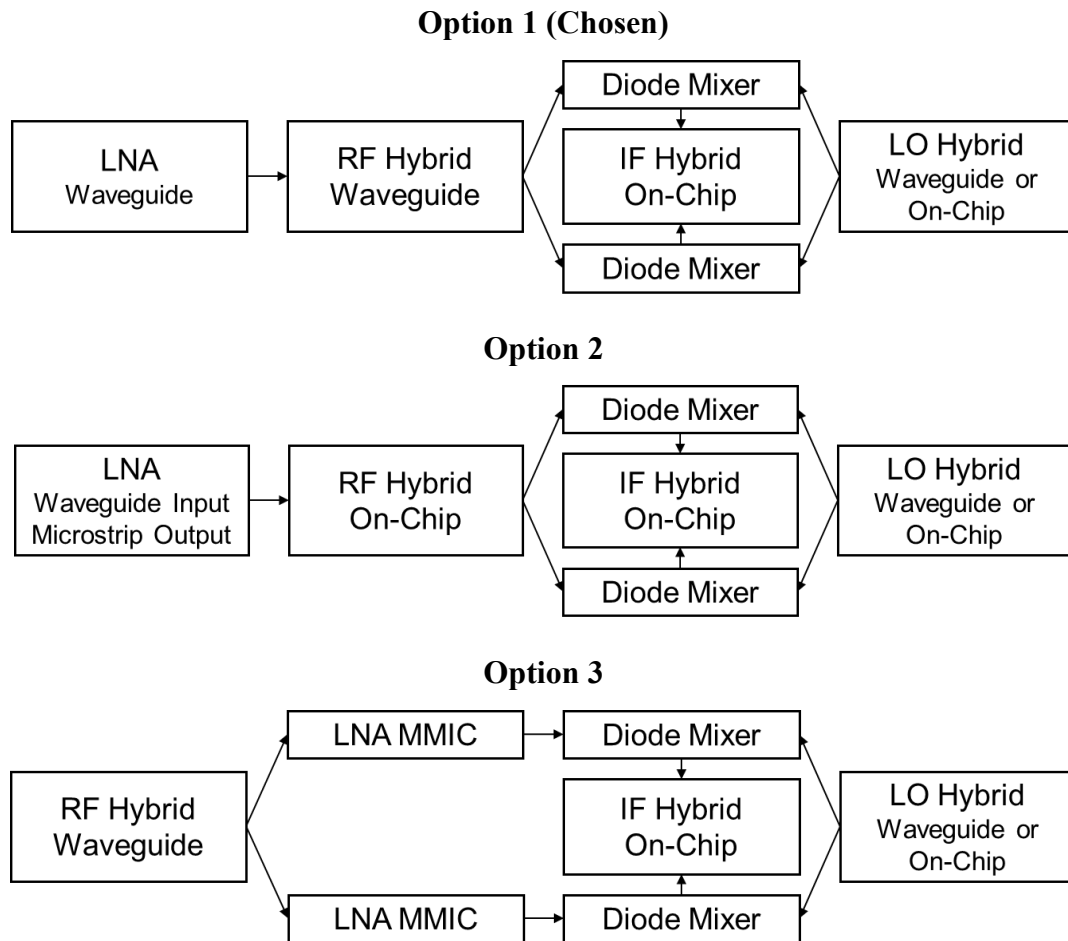 Option 1 (Chosen)
Diode Mixer
LNA
Waveguide
RF Hybrid
Waveguide
IF Hybrid
On-Chip
LO Hybrid
Waveguide or
On-Chip
Diode Mixer
Option 2
Diode Mixer
LNA
Waveguide Input
Microstrip Output
RF Hybrid
On-Chip
IF Hybrid
On-Chip
LO Hybrid
Waveguide or
On-Chip
Diode Mixer
Option 3
LNA MMIC
Diode Mixer
RF Hybrid
Waveguide
IF Hybrid
On-Chip
LO Hybrid
Waveguide or
On-Chip
LNA MMIC
Diode Mixer